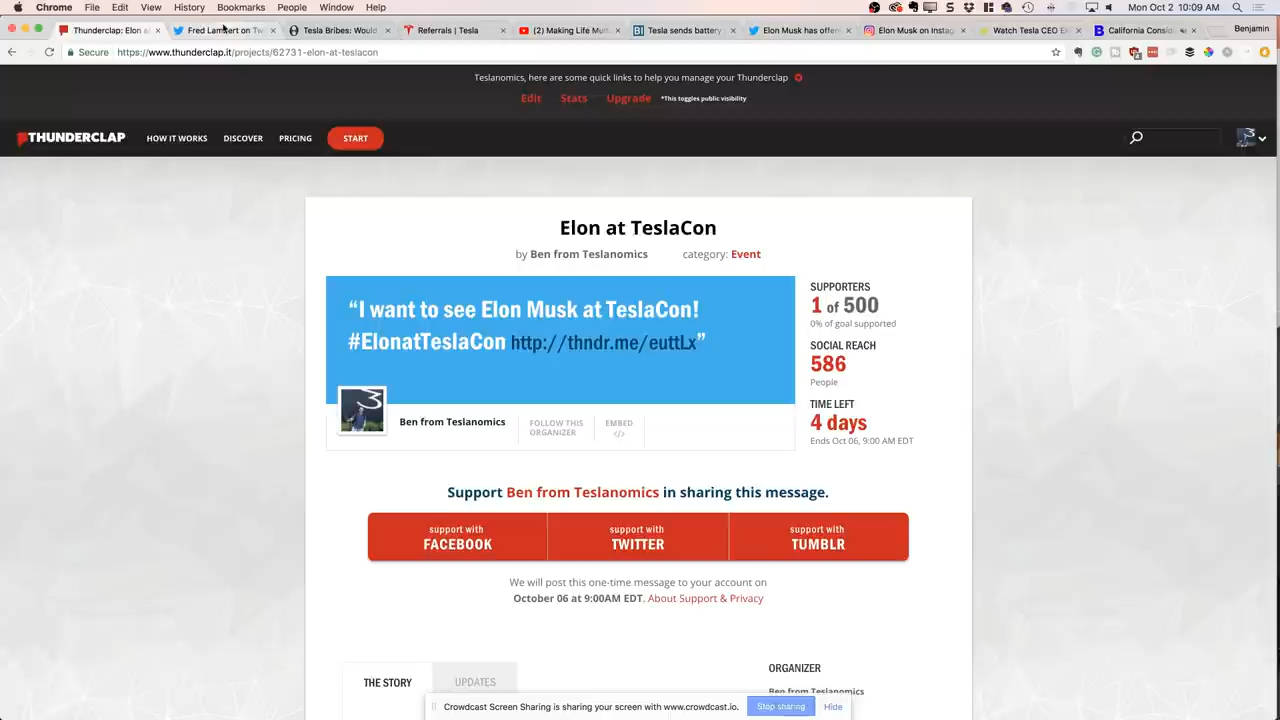 Chrome File Edit View History Bookmarks People Window Help Mon Oct 2 10:09 AM
Thunderclap: Elon a Fred Lambert on Tw Tesla Bribes: Would Referrals | Tesla (2) Making Life Mult Tesla sends battery Elon Musk has offer Elon Musk on Instag Watch Tesla CEO El California Consid Benjamin
Secure https://www.thunderclap.it/projects/62731-elon-at-teslacon
Teslanomics, here are some quick links to help you manage your Thunderclap
Edit Stats Upgrade *This toggles public visibility
THUNDERCLAP HOW IT WORKS DISCOVER PRICING START
Elon at TeslaCon
by Ben from Teslanomics category: Event
“I want to see Elon Musk at TeslaCon!
#ElonatTeslaCon http://thndr.me/euttLx”
SUPPORTERS
1 of 500
0% of goal supported
SOCIAL REACH
586
People
TIME LEFT
4 days
Ends Oct 06, 9:00 AM EDT
3
Ben from Teslanomics
FOLLOW THIS
ORGANIZER
EMBED
</>
Support Ben from Teslanomics in sharing this message.
support with
FACEBOOK
support with
TWITTER
support with
TUMBLR
We will post this one-time message to your account on
October 06 at 9:00AM EDT. About Support & Privacy
THE STORY UPDATES
ORGANIZER
Ben from Teslanomics
Crowdcast Screen Sharing is sharing your screen with www.crowdcast.io. Stop sharing Hide